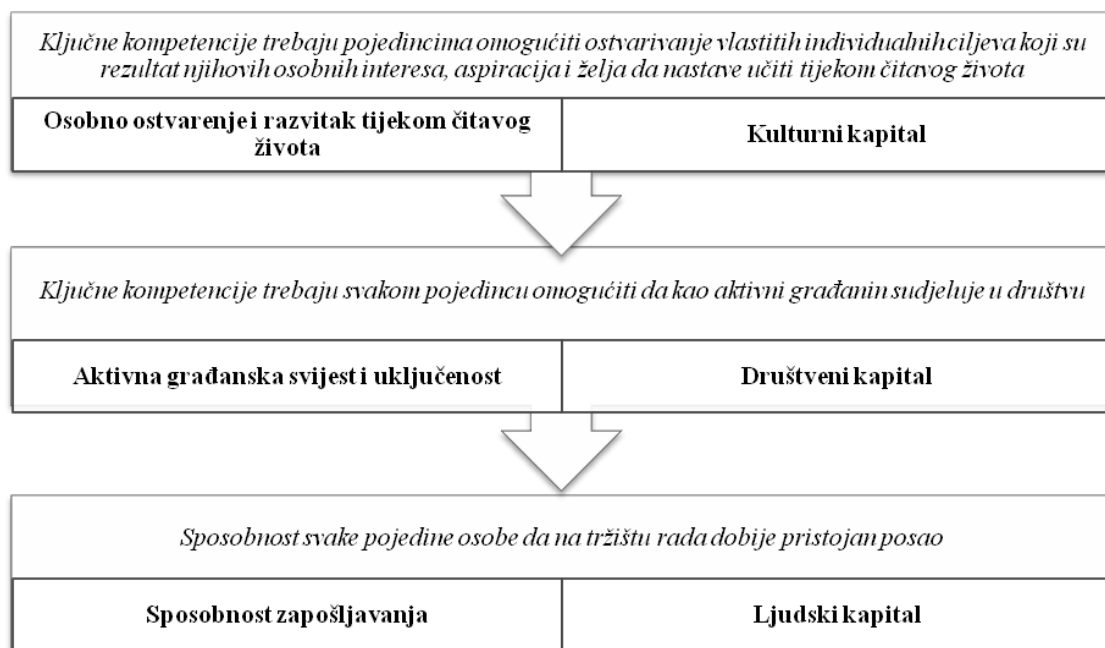 Ključne kompetencije trebaju pojedincima omogućiti ostvarivanje vlastitih individualnih ciljeva koji su
rezultat njihovih osobnih interesa, aspiracija i želja da nastave učiti tijekom čitavog života
Osobno ostvarenje i razvitak tijekom čitavog
života
Kulturni kapital
Ključne kompetencije trebaju svakom pojedincu omogućiti da kao aktivni građanin sudjeluje u društvu
Aktivna građanska svijest i uključenost
Društveni kapital
Sposobnost svake pojedine osobe da na tržištu rada dobije pristojan posao
Sposobnost zapošljavanja
Ljudski kapital